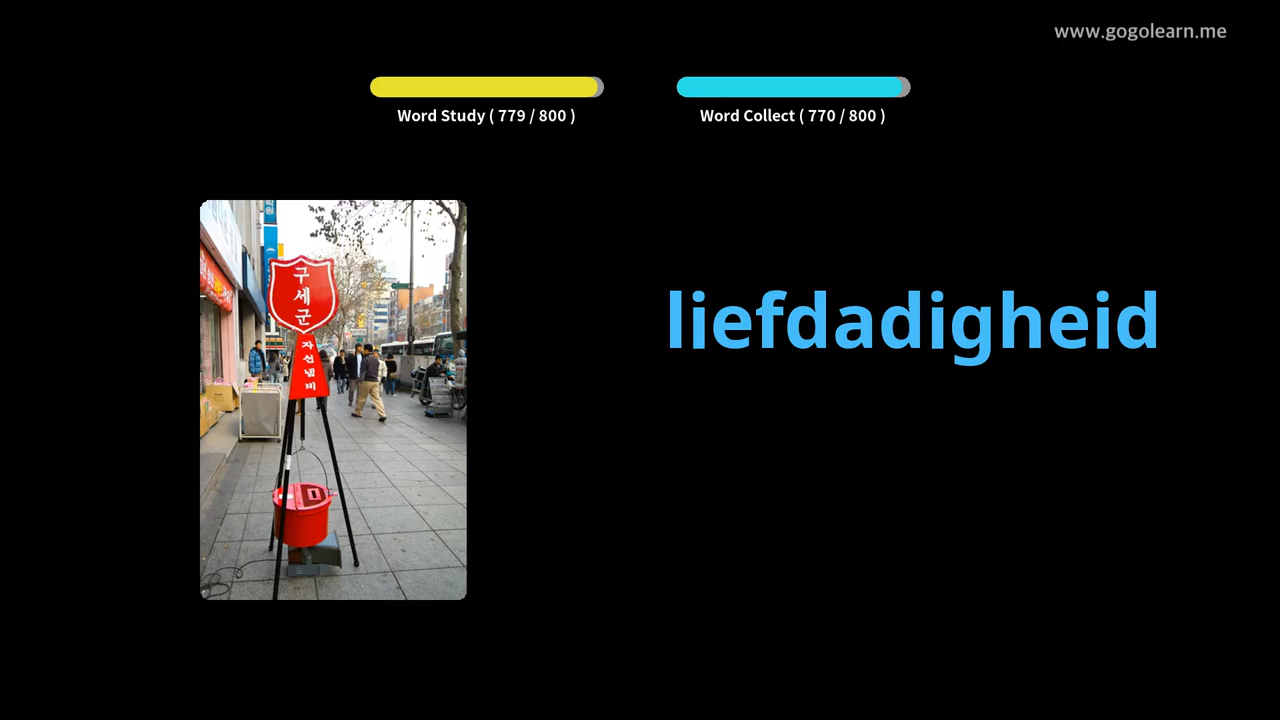 www.gogolearn.me
Word Study ( 779 / 800 )
Word Collect ( 770 / 800 )
구
세
군
자
선
냄
비
liefdadigheid